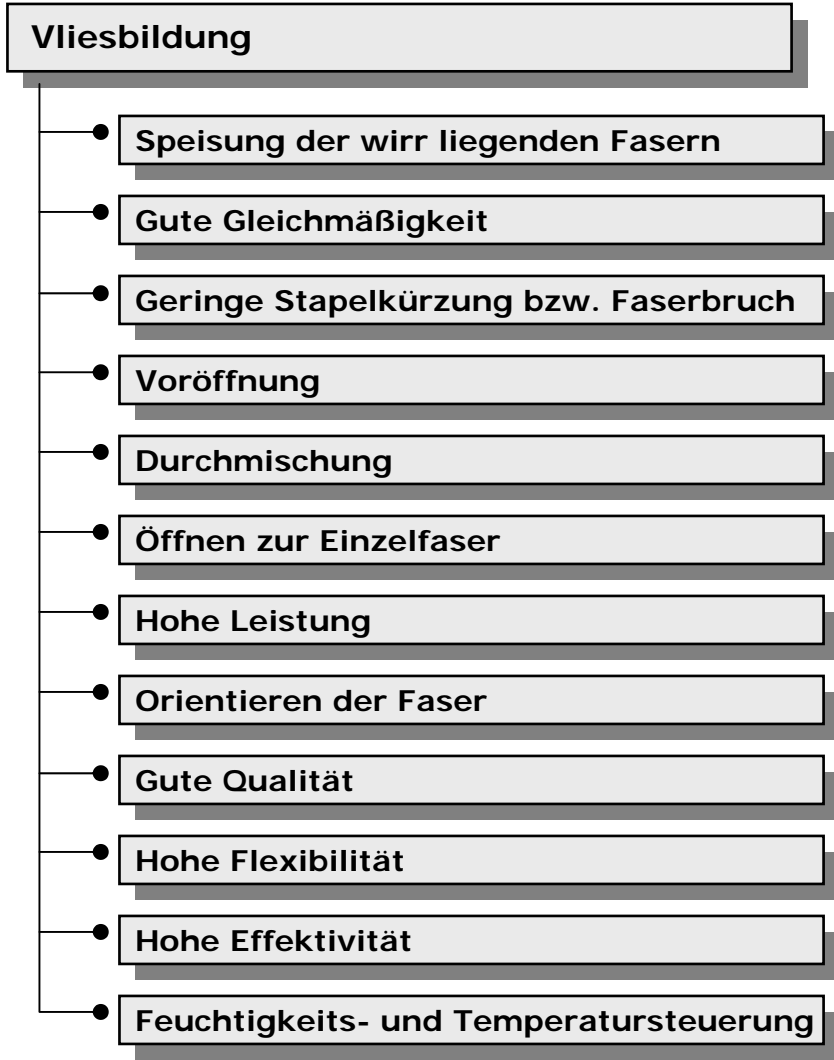 Vliesbildung
Speisung der wirr liegenden Fasern
Gute Gleichmäßigkeit
Geringe Stapelkürzung bzw. Faserbruch
Voröffnung
Durchmischung
Öffnen zur Einzelfaser
Hohe Leistung
Orientieren der Faser
Gute Qualität
Hohe Flexibilität
Hohe Effektivität
Feuchtigkeits- und Temperatursteuerung